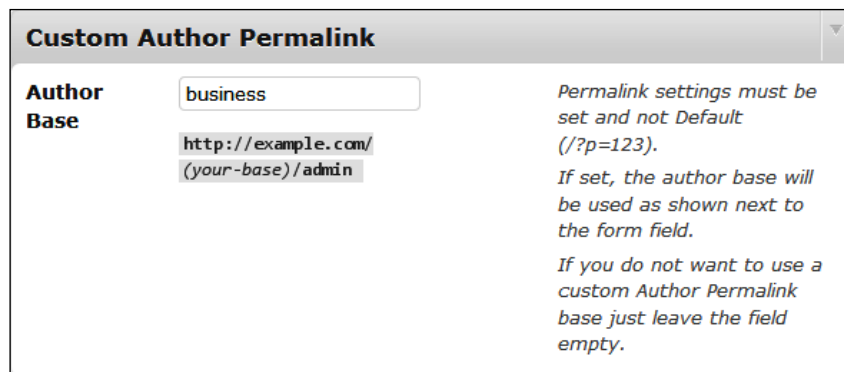 Custom Author Permalink
Author
Base
business
http://example.com/
(your-base)/admin
Permalink settings must be
set and not Default
(/?p=123).
If set, the author base will
be used as shown next to
the form field.
If you do not want to use a
custom Author Permalink
base just leave the field
empty.